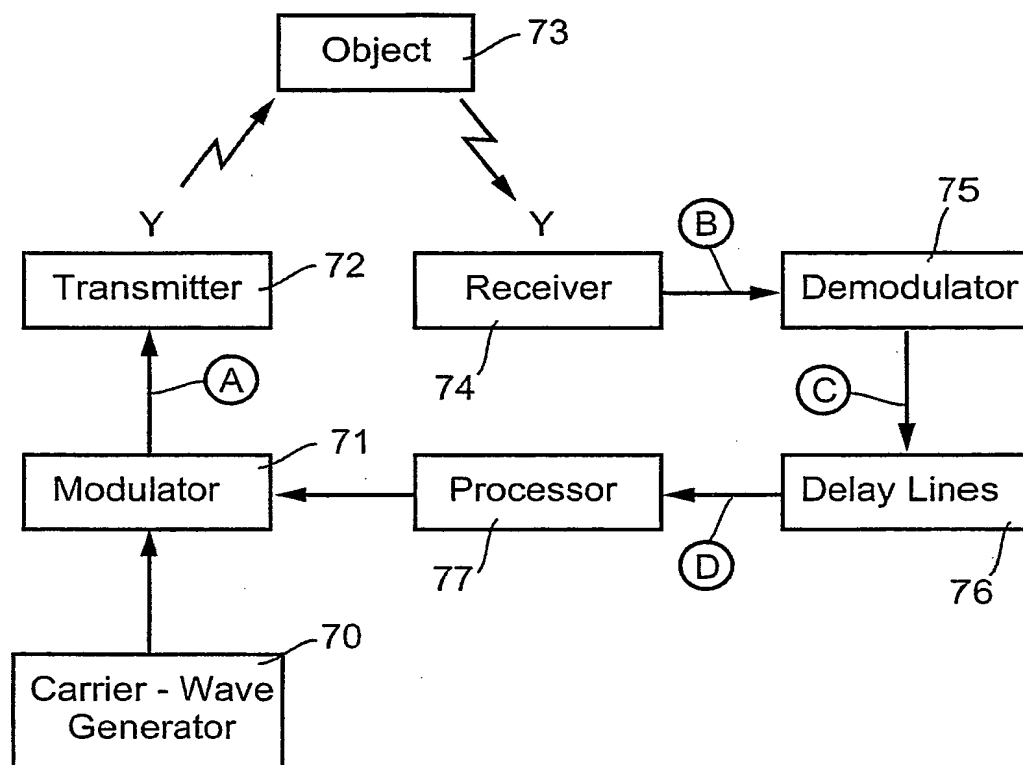 Object
73
Y
Y
B
75
Transmitter
72
Receiver
Demodulator
74
A
C
71
Modulator
Processor
Delay Lines
77
D
76
70
Carrier - Wave
Generator